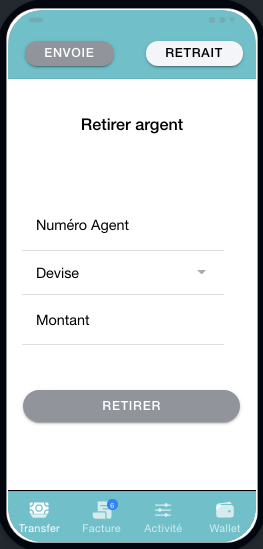 ENVOIE
RETRAIT
Retirer argent
Numéro Agent
Devise
Montant
RETIRER
6
Transfer
Facture
Activité
Wallet